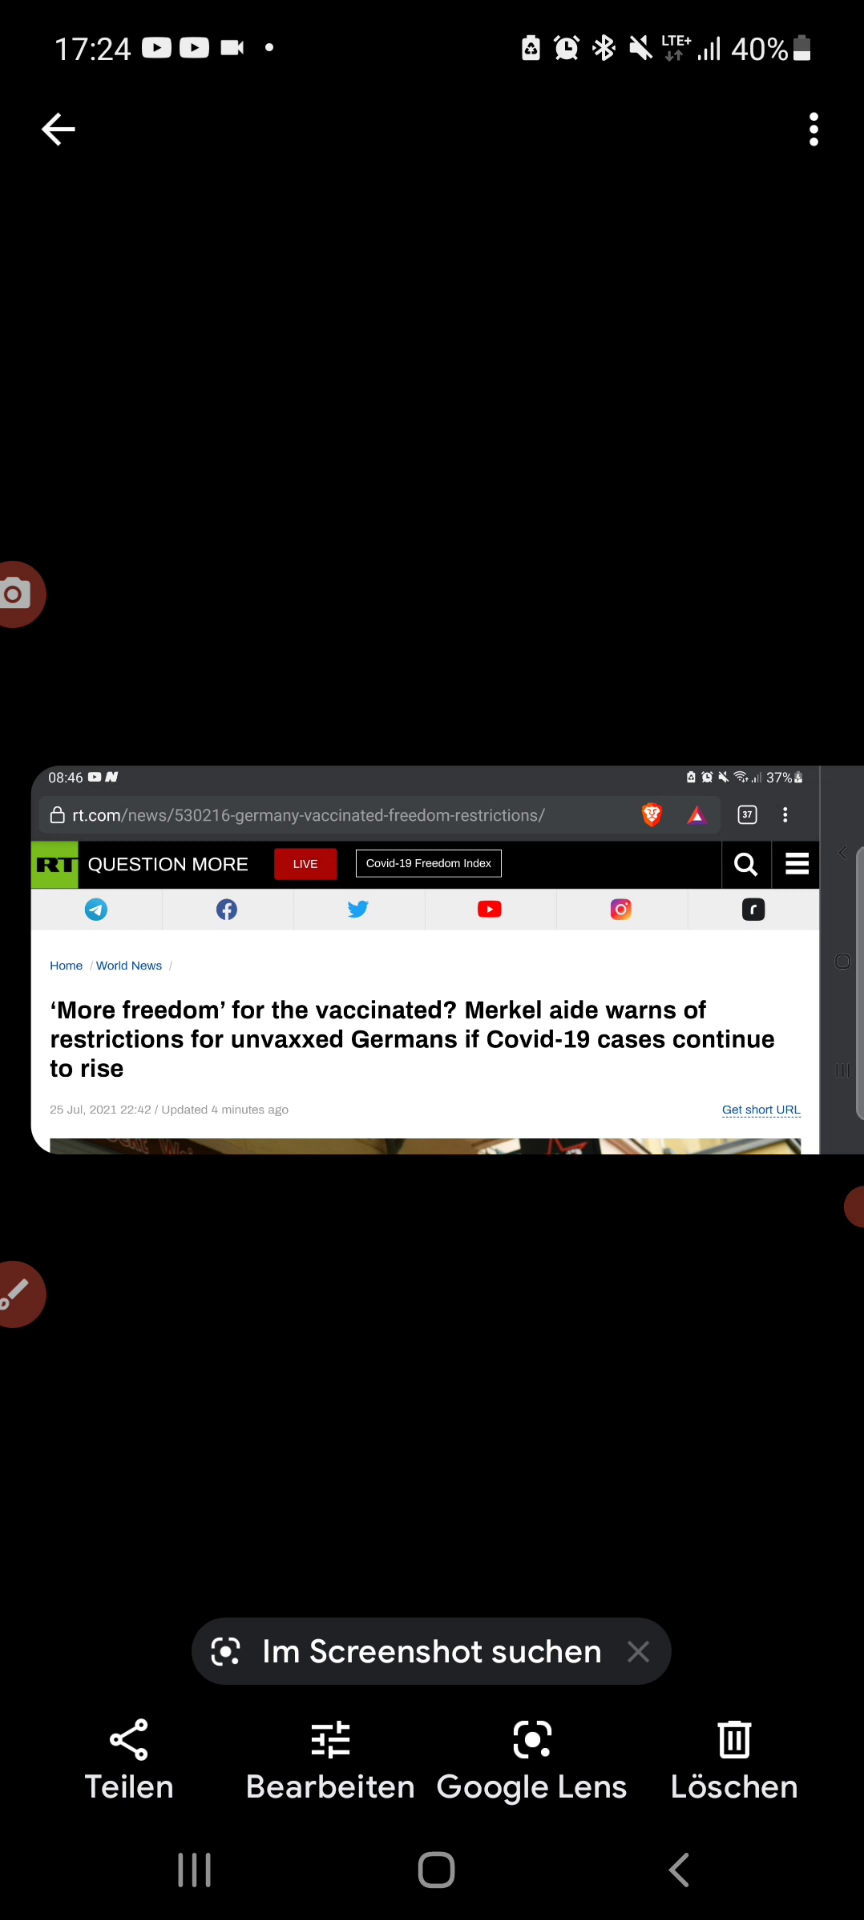 17:24
LTE+
40%
08:46
37%
rt.com/news/530216-germany-vaccinated-freedom-restrictions/
37
RT QUESTION MORE
LIVE
Covid-19 Freedom Index
Home / World News /
‘More freedom’ for the vaccinated? Merkel aide warns of
restrictions for unvaxxed Germans if Covid-19 cases continue
to rise
25 Jul, 2021 22:42 / Updated 4 minutes ago
Get short URL
Im Screenshot suchen
Teilen
Bearbeiten
Google Lens
Löschen